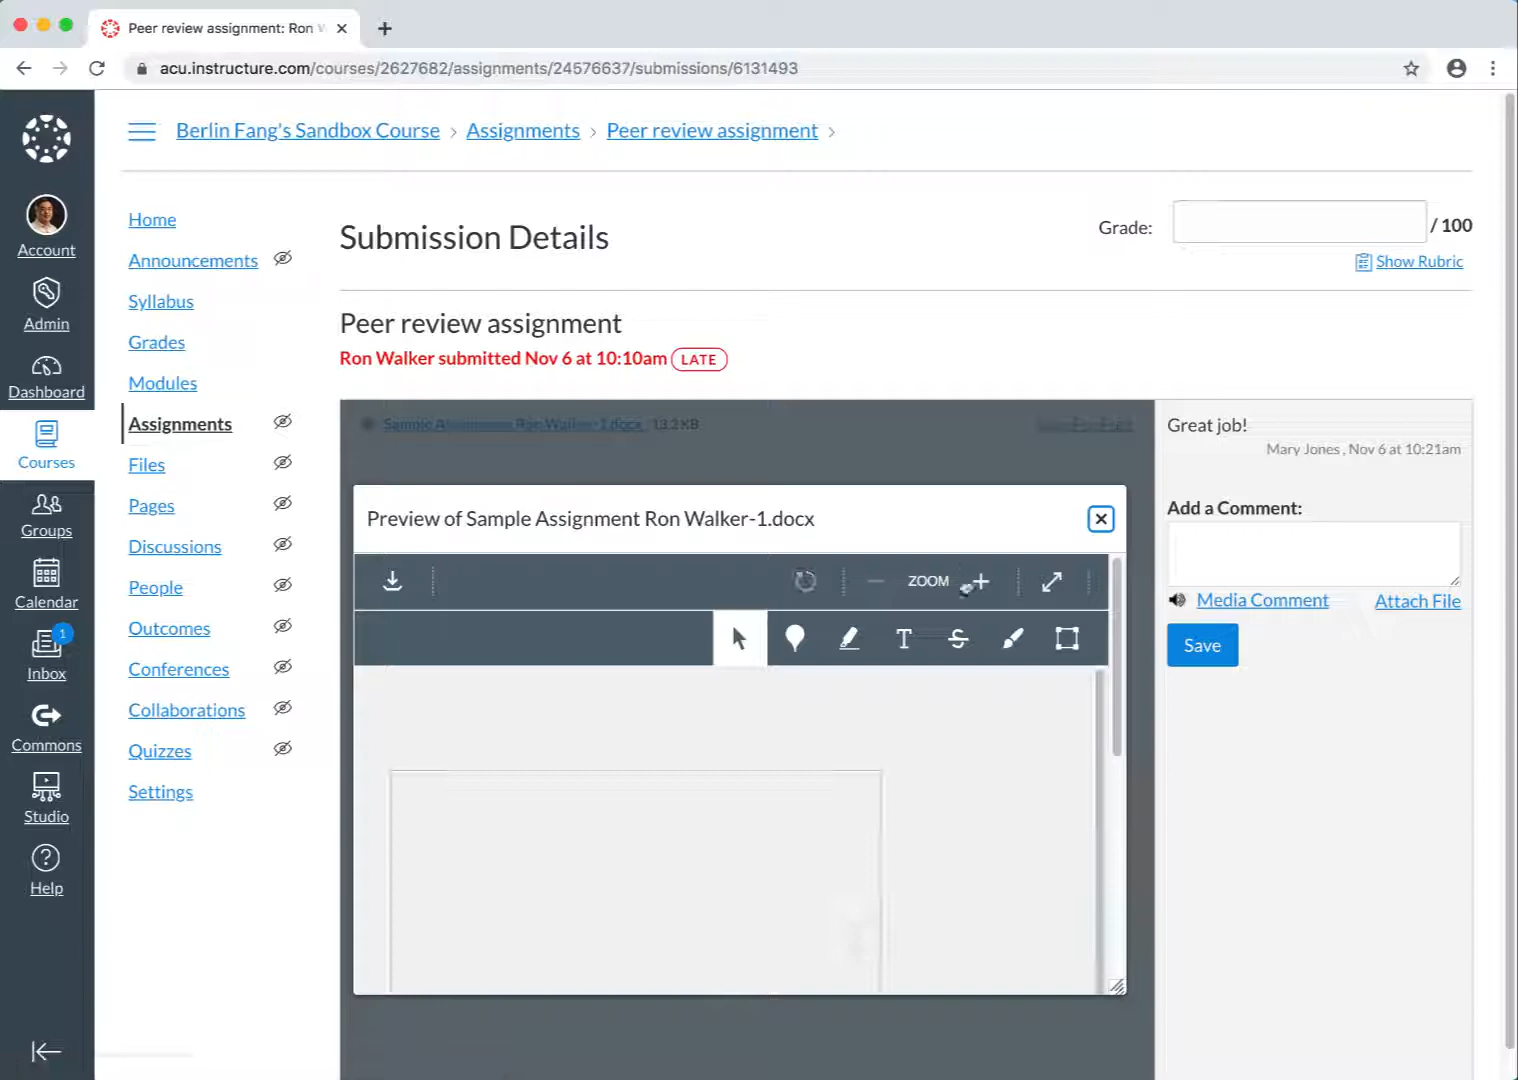 Peer review assignment: Ron W
acu.instructure.com/courses/2627682/assignments/24576637/submissions/6131493
Berlin Fang's Sandbox Course > Assignments > Peer review assignment >
Account
Admin
Dashboard
Courses
Groups
Calendar
1
Inbox
Commons
Studio
Help
Home
Announcements
Syllabus
Grades
Modules
Assignments
Files
Pages
Discussions
People
Outcomes
Conferences
Collaborations
Quizzes
Settings
Submission Details
Grade: / 100
Show Rubric
Peer review assignment
Ron Walker submitted Nov 6 at 10:10am LATE
Sample Assignment Ron Walker-1.docx 13.2 KB
Preview of Sample Assignment Ron Walker-1.docx
ZOOM
T S
Great job!
Mary Jones , Nov 6 at 10:21am
Add a Comment:
Media Comment Attach File
Save